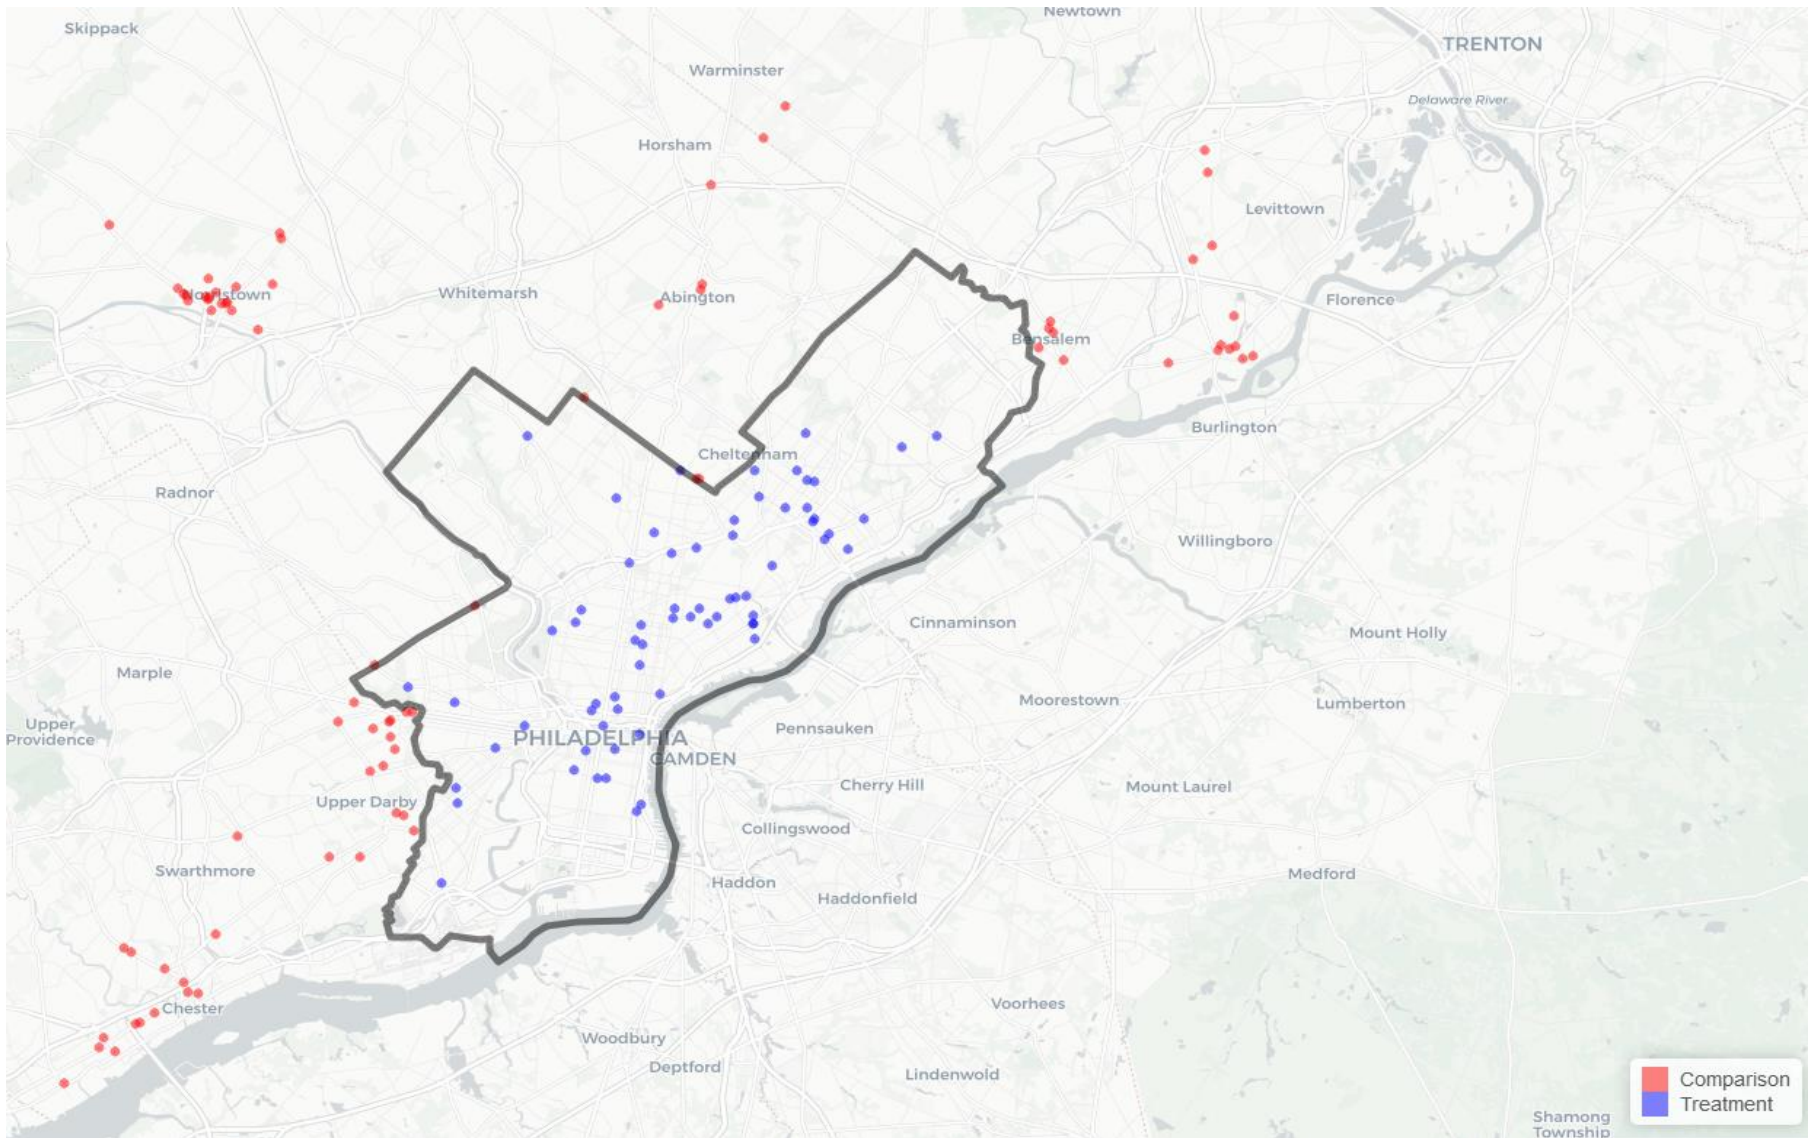 Skippack
Newtown
TRENTON
Warminster
Delaware River
Horsham
Levittown
Norristown
Whitemarsh
Abington
Florence
Bensalem
Burlington
Cheltenham
Radnor
Willingboro
Cinnaminson
Mount Holly
Marple
Moorestown
Lumberton
Upper
Providence
Pennsauken
PHILADELPHIA
CAMDEN
Cherry Hill
Mount Laurel
Upper Darby
Collingswood
Swarthmore
Medford
Haddon
Haddonfield
Chester
Voorhees
Woodbury
Deptford
Lindenwold
Comparison
Treatment
Shamong
Township